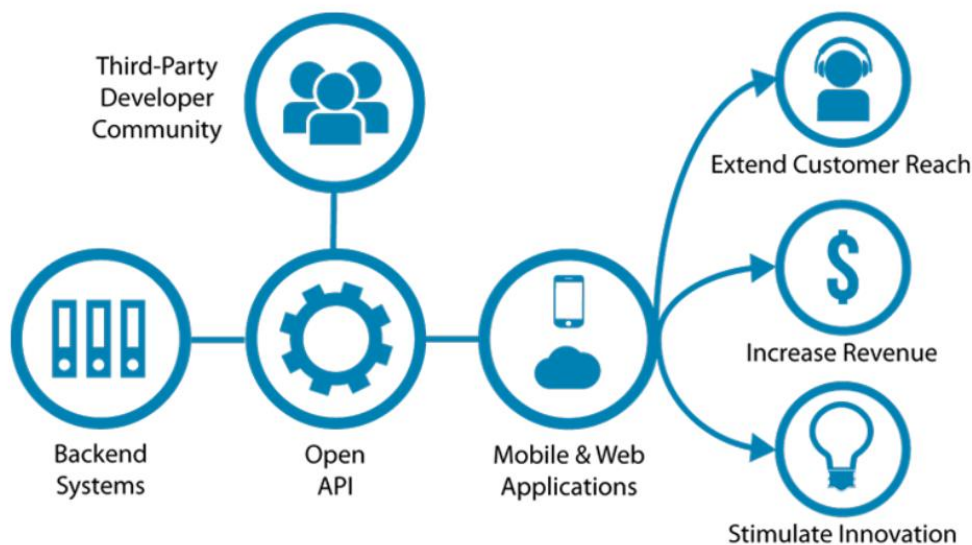 Third-Party
Developer
Community
Extend Customer Reach
Increase Revenue
Backend
Systems
Open
API
Mobile & Web
Applications
Stimulate Innovation